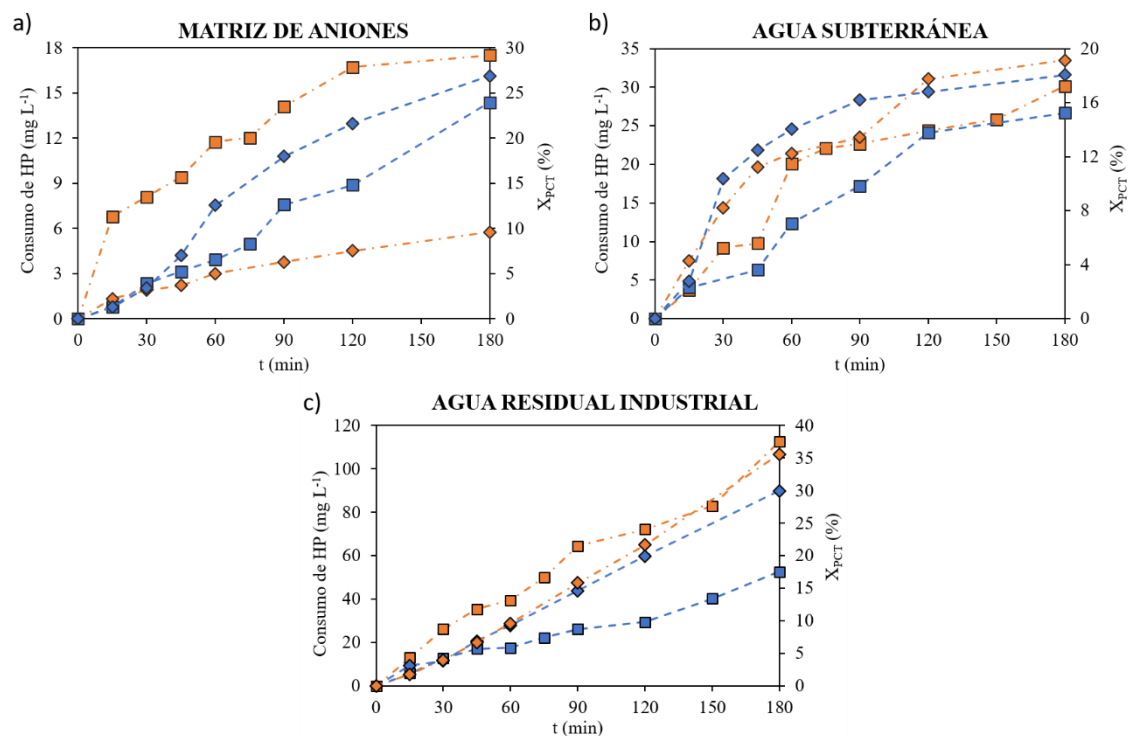 a)
MATRIZ DE ANIONES
18
15
12
9
6
3
0
Consumo de HP (mg L-1)
30
25
20
15
10
5
0
XPCT (%)
0 30 60 90 120 150 180
t (min)
b)
AGUA SUBTERRÁNEA
35
30
25
20
15
10
5
0
Consumo de HP (mg L-1)
20
16
12
8
4
0
XPCT (%)
0 30 60 90 120 150 180
t (min)
c)
AGUA RESIDUAL INDUSTRIAL
120
100
80
60
40
20
0
Consumo de HP (mg L-1)
40
35
30
25
20
15
10
5
0
XPCT (%)
0 30 60 90 120 150 180
t (min)